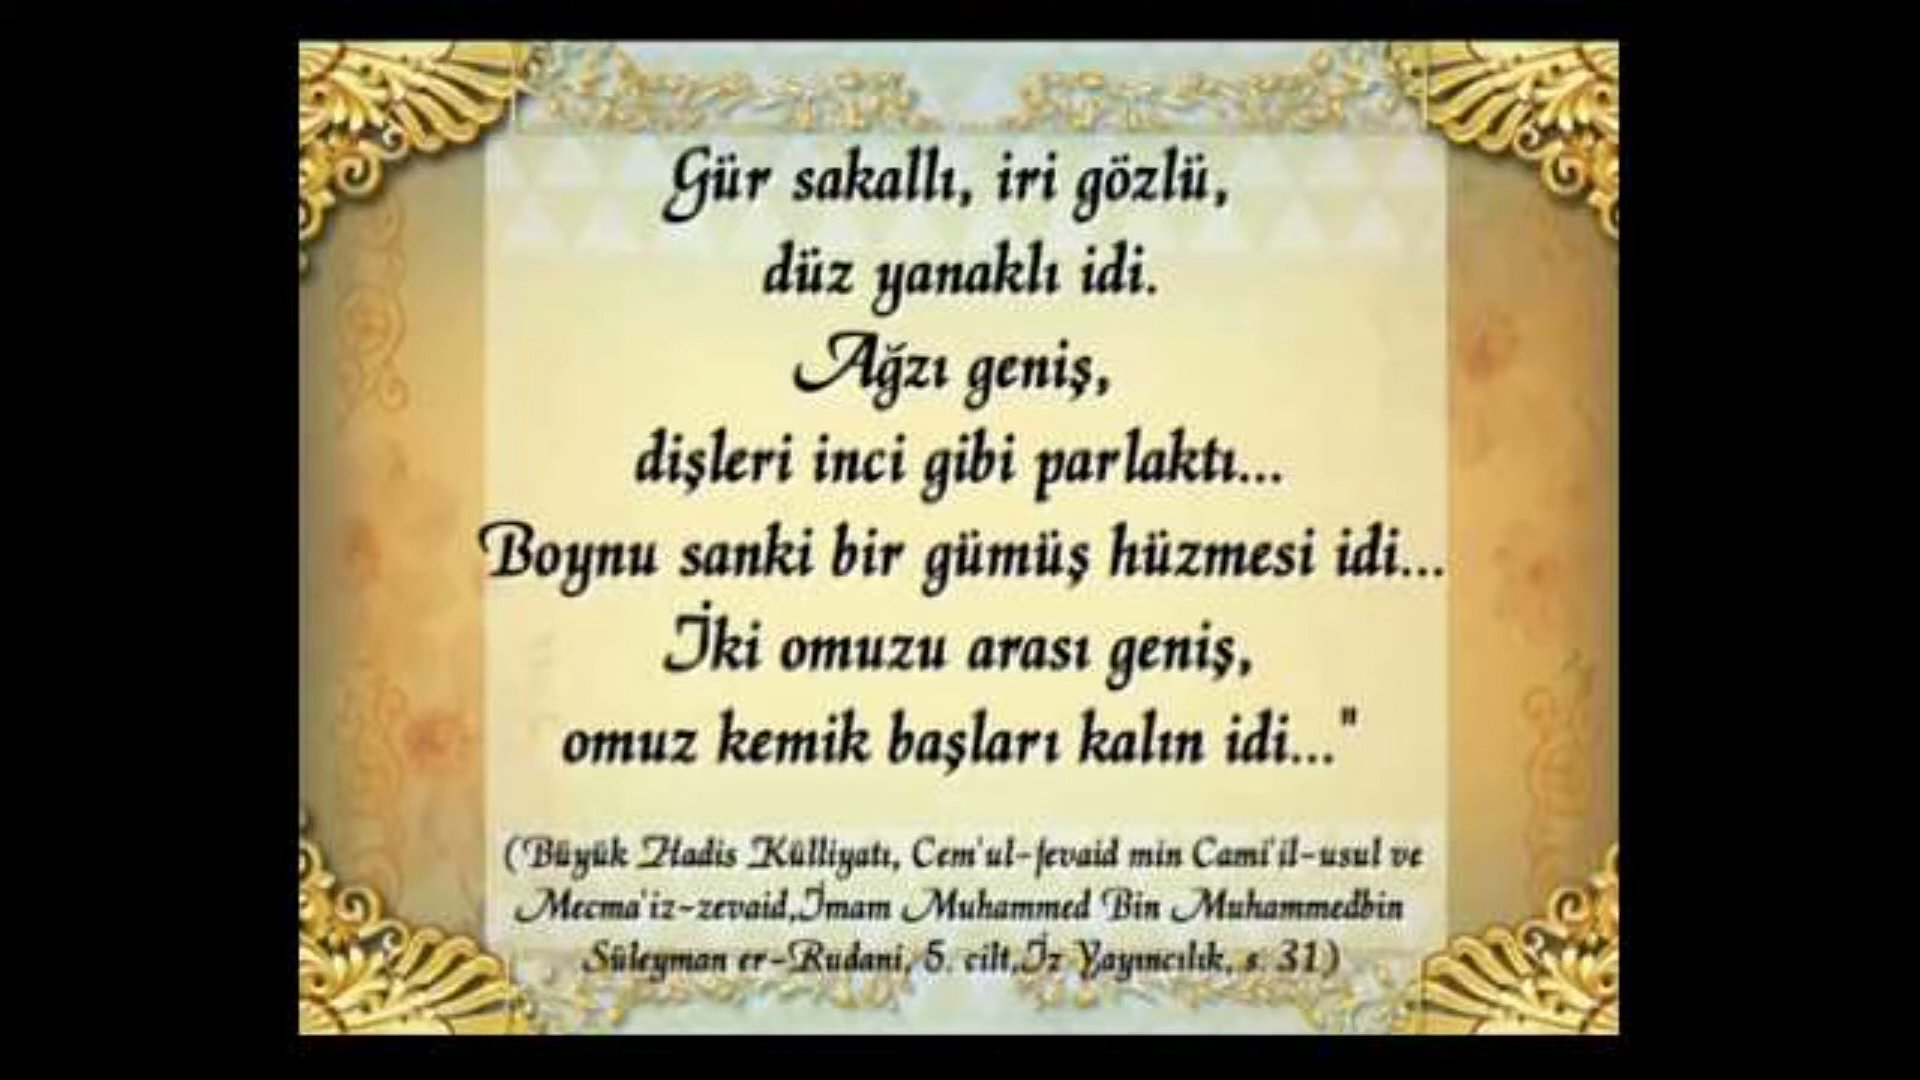 Gür sakallı, iri gözlü,
düz yanaklı idi.
Ağzı geniş,
dişleri inci gibi parlaktı...
Boynu sanki bir gümüş hüzmesi idi...
İki omuzu arası geniş,
omuz kemik başları kalın idi..."
(Büyük Hadis Külliyatı, Cem'ul-fevaid min Cami'il-usul ve
Mecma'iz-zevaid,İmam Muhammed Bin Muhammedbin
Süleyman er-Rudani, 5. cilt,İz Yayıncılık, s. 31)